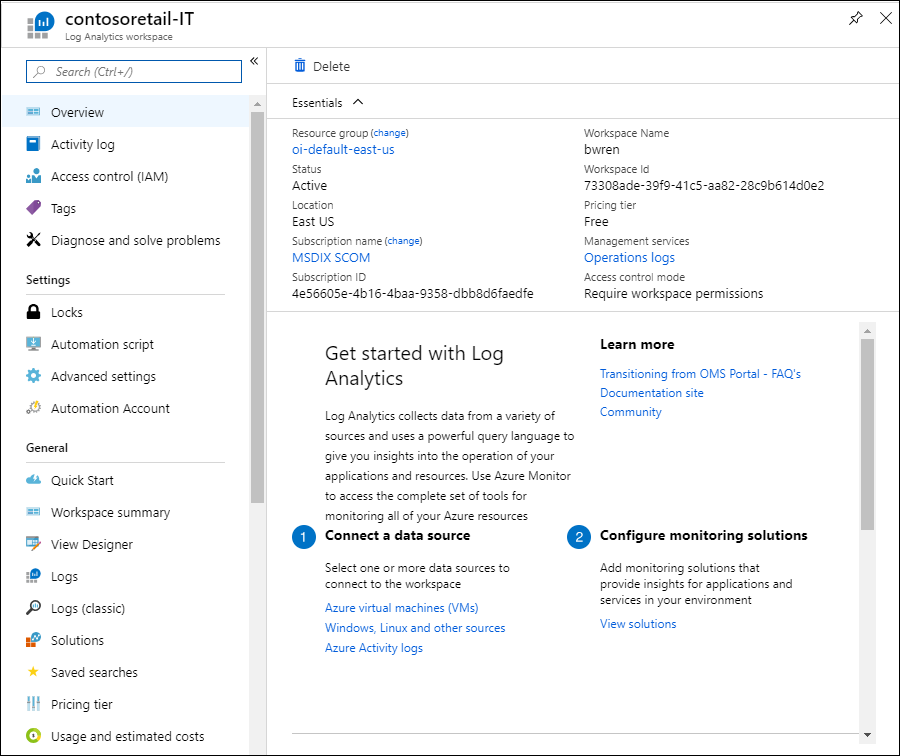 contosoretail-IT
Log Analytics workspace
Search (Ctrl+/)
«
Overview
Activity log
Access control (IAM)
Tags
Diagnose and solve problems
Settings
Locks
Automation script
Advanced settings
Automation Account
General
Quick Start
Workspace summary
View Designer
Logs
Logs (classic)
Solutions
Saved searches
Pricing tier
Usage and estimated costs
Delete
Essentials
Resource group (change)
oi-default-east-us
Status
Active
Location
East US
Subscription name (change)
MSDIX SCOM
Subscription ID
4e56605e-4b16-4baa-9358-dbb8d6faedfe
Workspace Name
bwren
Workspace Id
73308ade-39f9-41c5-aa82-28c9b614d0e2
Pricing tier
Free
Management services
Operations logs
Access control mode
Require workspace permissions
Get started with Log
Analytics
Log Analytics collects data from a variety of
sources and uses a powerful query language to
give you insights into the operation of your
applications and resources. Use Azure Monitor
to access the complete set of tools for
monitoring all of your Azure resources
Learn more
Transitioning from OMS Portal - FAQ's
Documentation site
Community
1 Connect a data source
Select one or more data sources to
connect to the workspace
Azure virtual machines (VMs)
Windows, Linux and other sources
Azure Activity logs
2 Configure monitoring solutions
Add monitoring solutions that
provide insights for applications and
services in your environment
View solutions